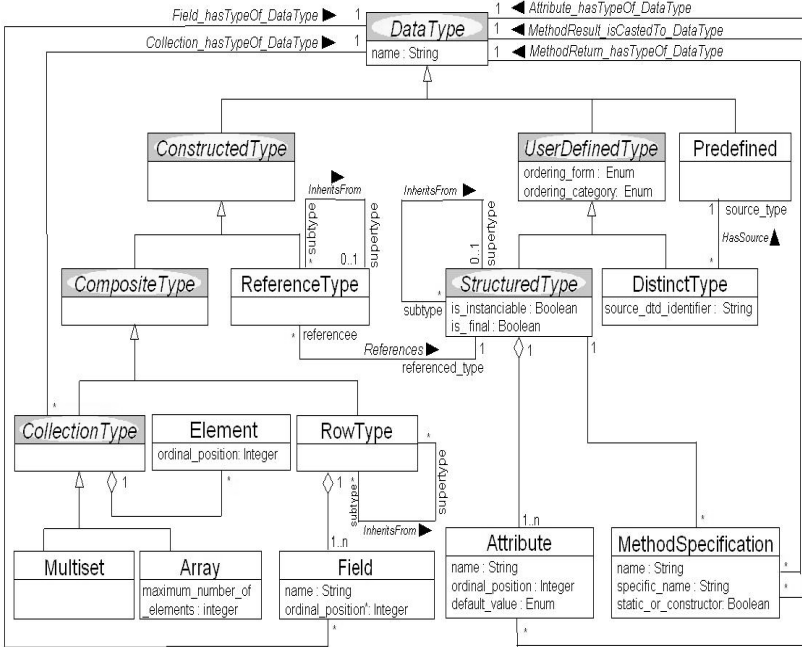 Field_hasTypeOf_DataType ▶ 1
1 ◀ Attribute_hasTypeOf_DataType
DataType
1 ◀ MethodResult_isCastedTo_DataType
Collection_hasTypeOf_DataType ▶ 1
name : String
1 ◀ MethodReturn_hasTypeOf_DataType
ConstructedType
UserDefinedType
ordering_form : Enum
ordering_category: Enum
Predefined
InheritsFrom
subtype
*
0..1
supertype
InheritsFrom
0..1
supertype
*
subtype
1 source_type
HasSource
*
CompositeType
ReferenceType
StructuredType
is_instanciable : Boolean
is_final : Boolean
DistinctType
source_dtd_identifier : String
*
referencee
References ▶ 1
referenced_type
1
1
*
CollectionType
Element
ordinal_position: Integer
RowType
*
1
*
1
subtype
*
supertype
InheritsFrom ▶
1..n
1..n
*
Multiset
Array
maximum_number_of
_elements : integer
Field
name : String
ordinal_position*: Integer
*
Attribute
name : String
ordinal_position : Integer
default_value : Enum
*
MethodSpecification
name : String
specific_name : String
static_or_constructor: Boolean
*
*